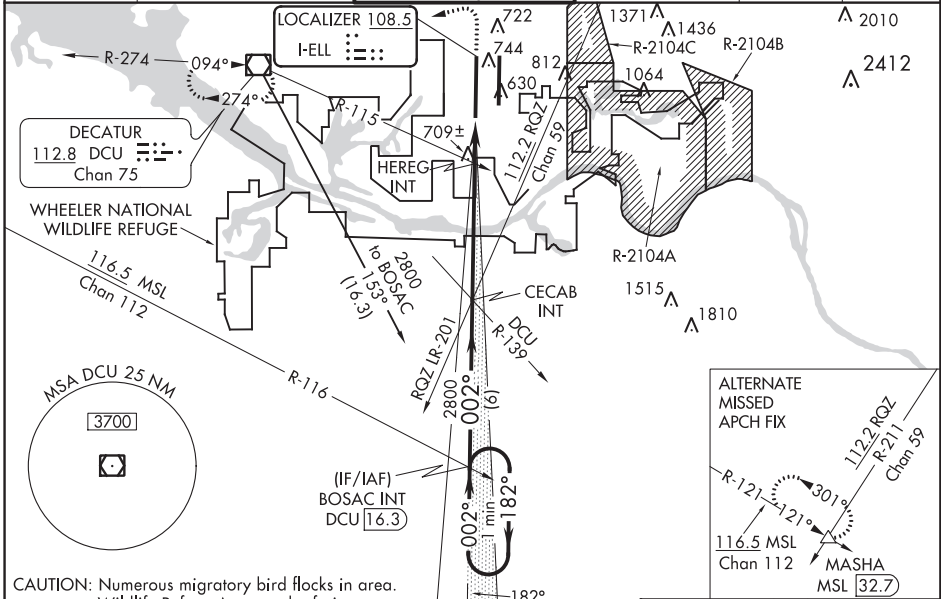 LOCALIZER 108.5
I-ELL
722
744
630
1371
1436
R-2104C
R-2104B
2010
2412
812
1064
R-274
094°
274°
R-115
709±
HEREG
INT
112.2 RQZ
Chan 59
DECATUR
112.8 DCU
Chan 75
WHEELER NATIONAL
WILDLIFE REFUGE
R-2104A
1515
1810
116.5 MSL
Chan 112
2800
to BOSAC
153°
(16.3)
CECAB
INT
DCU
R-139
RQZ LR-201
R-116
2800
002°
(6)
MSA DCU 25 NM
3700
(IF/IAF)
BOSAC INT
DCU 16.3
002°
1 min
182°
182°
ALTERNATE
MISSED
APCH FIX
112.2 RQZ
R-211
Chan 59
R-121
121°
301°
116.5 MSL
Chan 112
MASHA
MSL 32.7
CAUTION: Numerous migratory bird flocks in area.